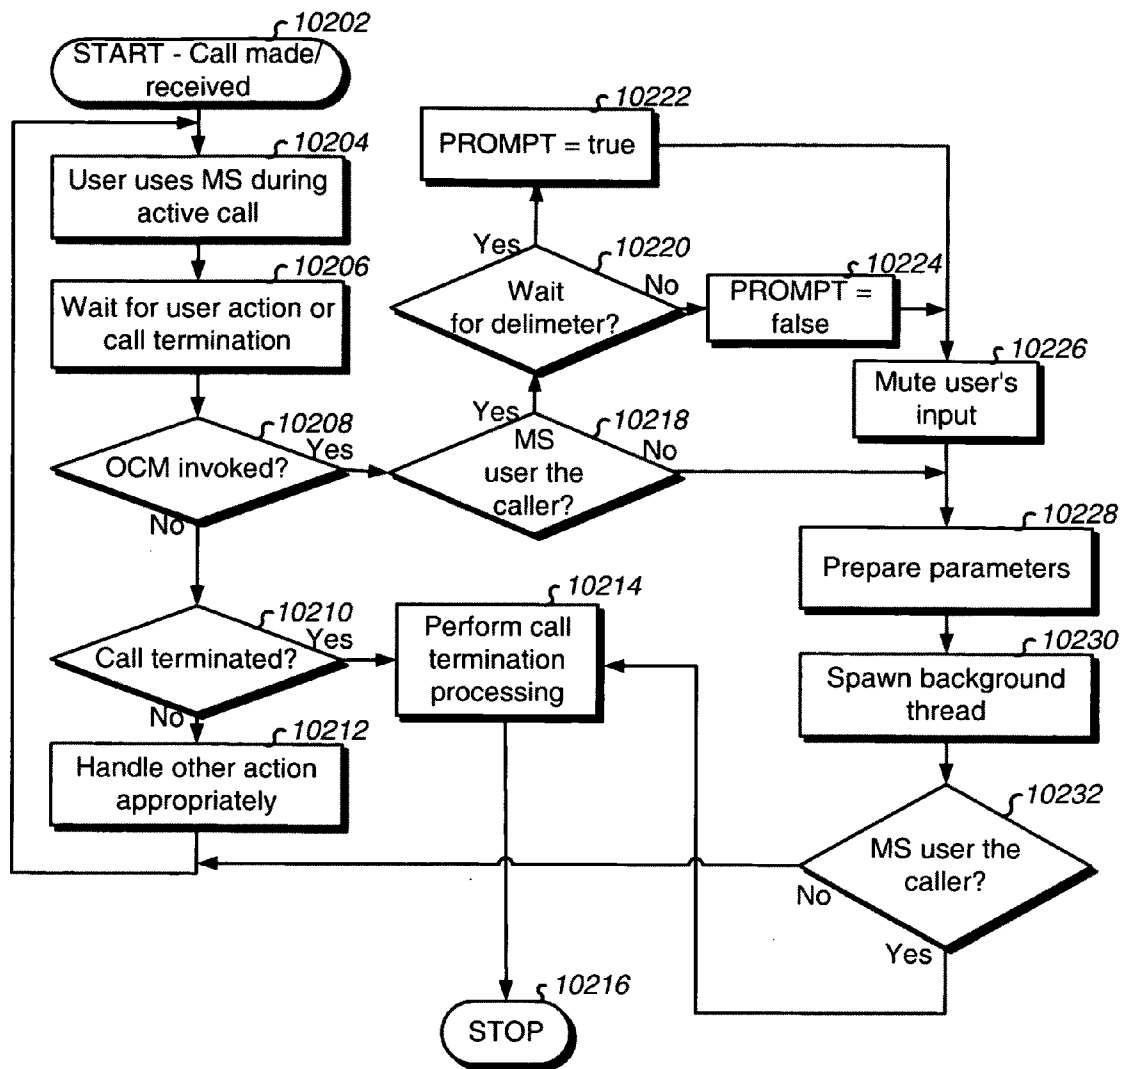 10202
START - Call made/
received
10204
User uses MS during
active call
10206
Wait for user action or
call termination
10208
OCM invoked?
Yes
No
10210
Call terminated?
Yes
No
10212
Handle other action
appropriately
10214
Perform call
termination
processing
10216
STOP
10218
MS
user the
caller?
Yes
No
10220
Wait
for delimeter?
Yes
No
10222
PROMPT = true
10224
PROMPT =
false
10226
Mute user's
input
10228
Prepare parameters
10230
Spawn background
thread
10232
MS user the
caller?
No
Yes